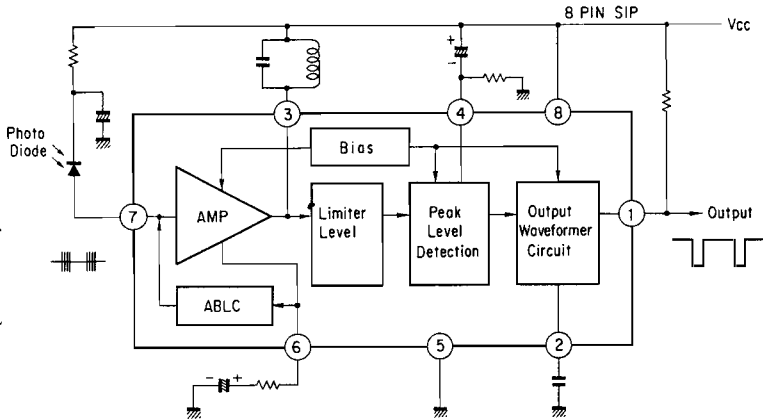 8 PIN SIP
Vcc
+
-
3
4
8
Photo
Diode
Bias
7
AMP
Limiter
Level
Peak
Level
Detection
Output
Waveformer
Circuit
1
Output
ABLC
6
5
2
- +